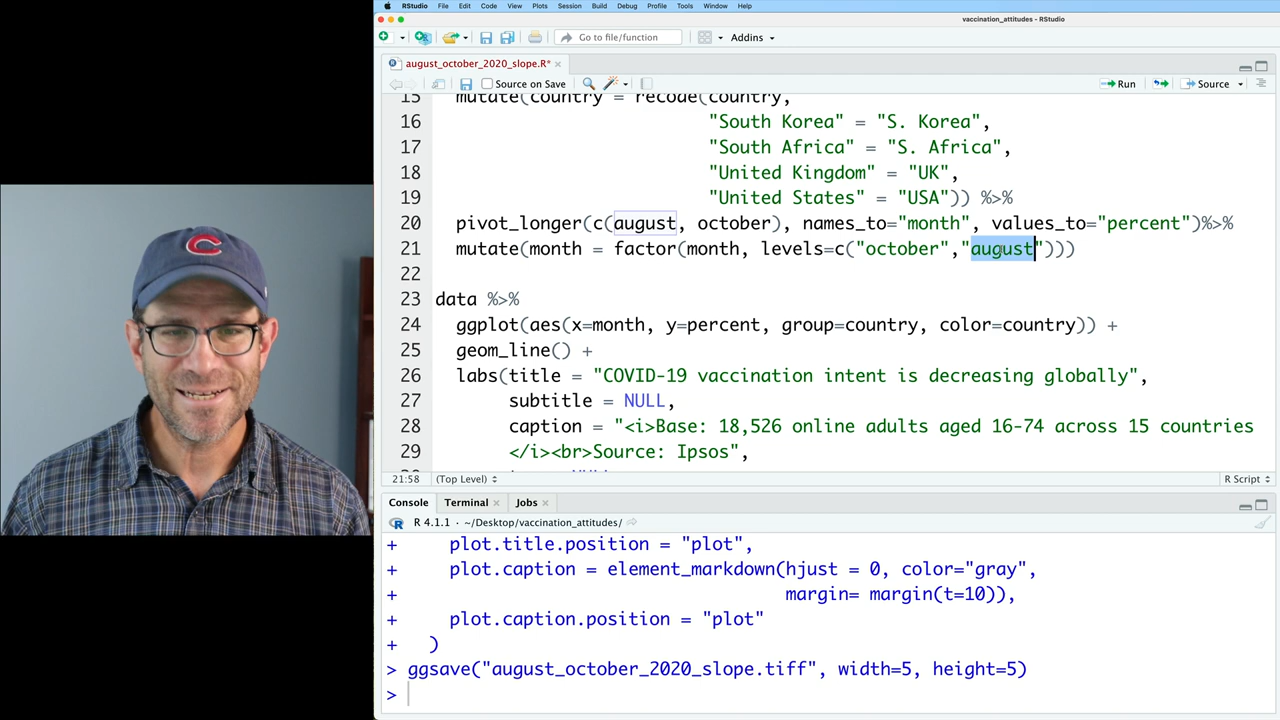 RStudio File Edit Code View Plots Session Build Debug Profile Tools Window Help
vaccination_attitudes - RStudio
Go to file/function Addins
august_october_2020_slope.R*
Source on Save Run Source
15 mutate(country = recode(country,
16 "South Korea" = "S. Korea",
17 "South Africa" = "S. Africa",
18 "United Kingdom" = "UK",
19 "United States" = "USA")) %>%
20 pivot_longer(c(august, october), names_to="month", values_to="percent")%>%
21 mutate(month = factor(month, levels=c("october","august")))
22
23 data %>%
24 ggplot(aes(x=month, y=percent, group=country, color=country)) +
25 geom_line() +
26 labs(title = "COVID-19 vaccination intent is decreasing globally",
27 subtitle = NULL,
28 caption = "<i>Base: 18,526 online adults aged 16-74 across 15 countries
29 </i><br>Source: Ipsos",
21:58 (Top Level) R Script
Console Terminal Jobs
R 4.1.1 · ~/Desktop/vaccination_attitudes/
+ plot.title.position = "plot",
+ plot.caption = element_markdown(hjust = 0, color="gray",
+ margin= margin(t=10)),
+ plot.caption.position = "plot"
+ )
> ggsave("august_october_2020_slope.tiff", width=5, height=5)
>